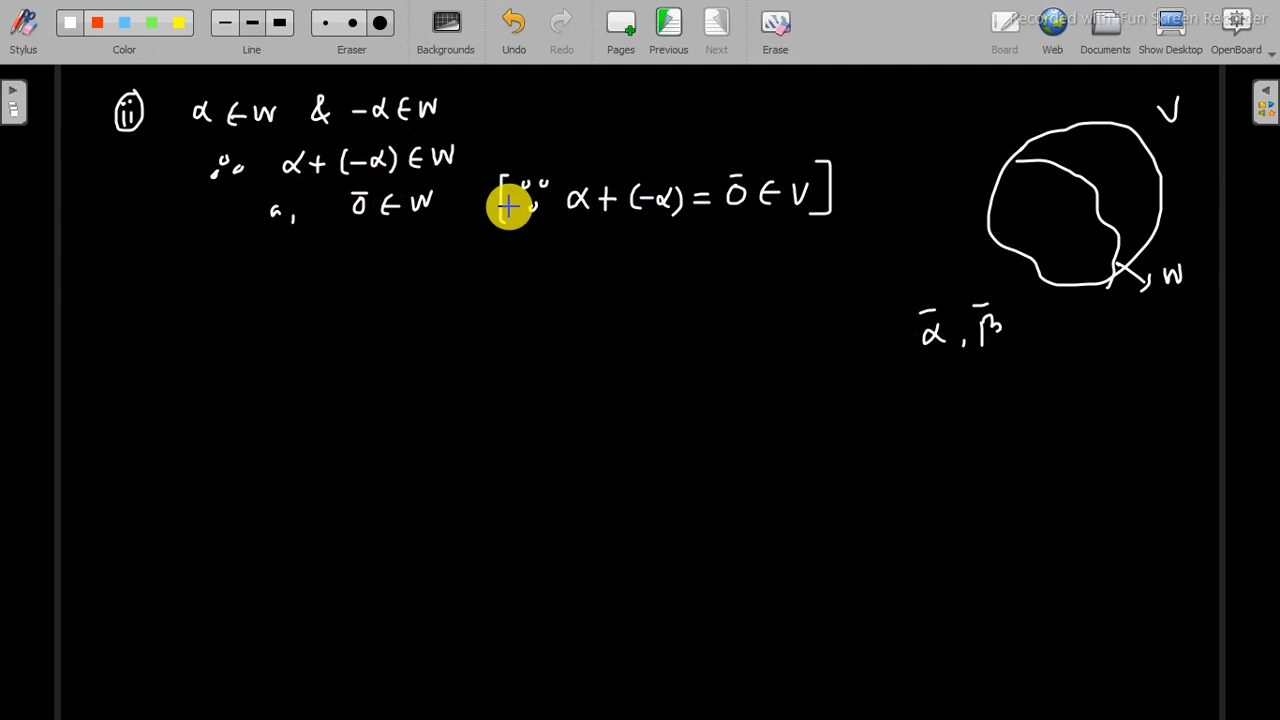 Stylus
Color
Line
Eraser
Backgrounds
Undo
Redo
Pages
Previous
Next
Erase
Board
Web
Documents
Show Desktop
OpenBoard
Recorded with iFun Screen Recorder
ⅱ α ∈ W & -α ∈ W
∴ α + (-α) ∈ W
a, 0̄ ∈ W [∵ α + (-α) = 0̄ ∈ V]
V
W
ᾱ, β̄